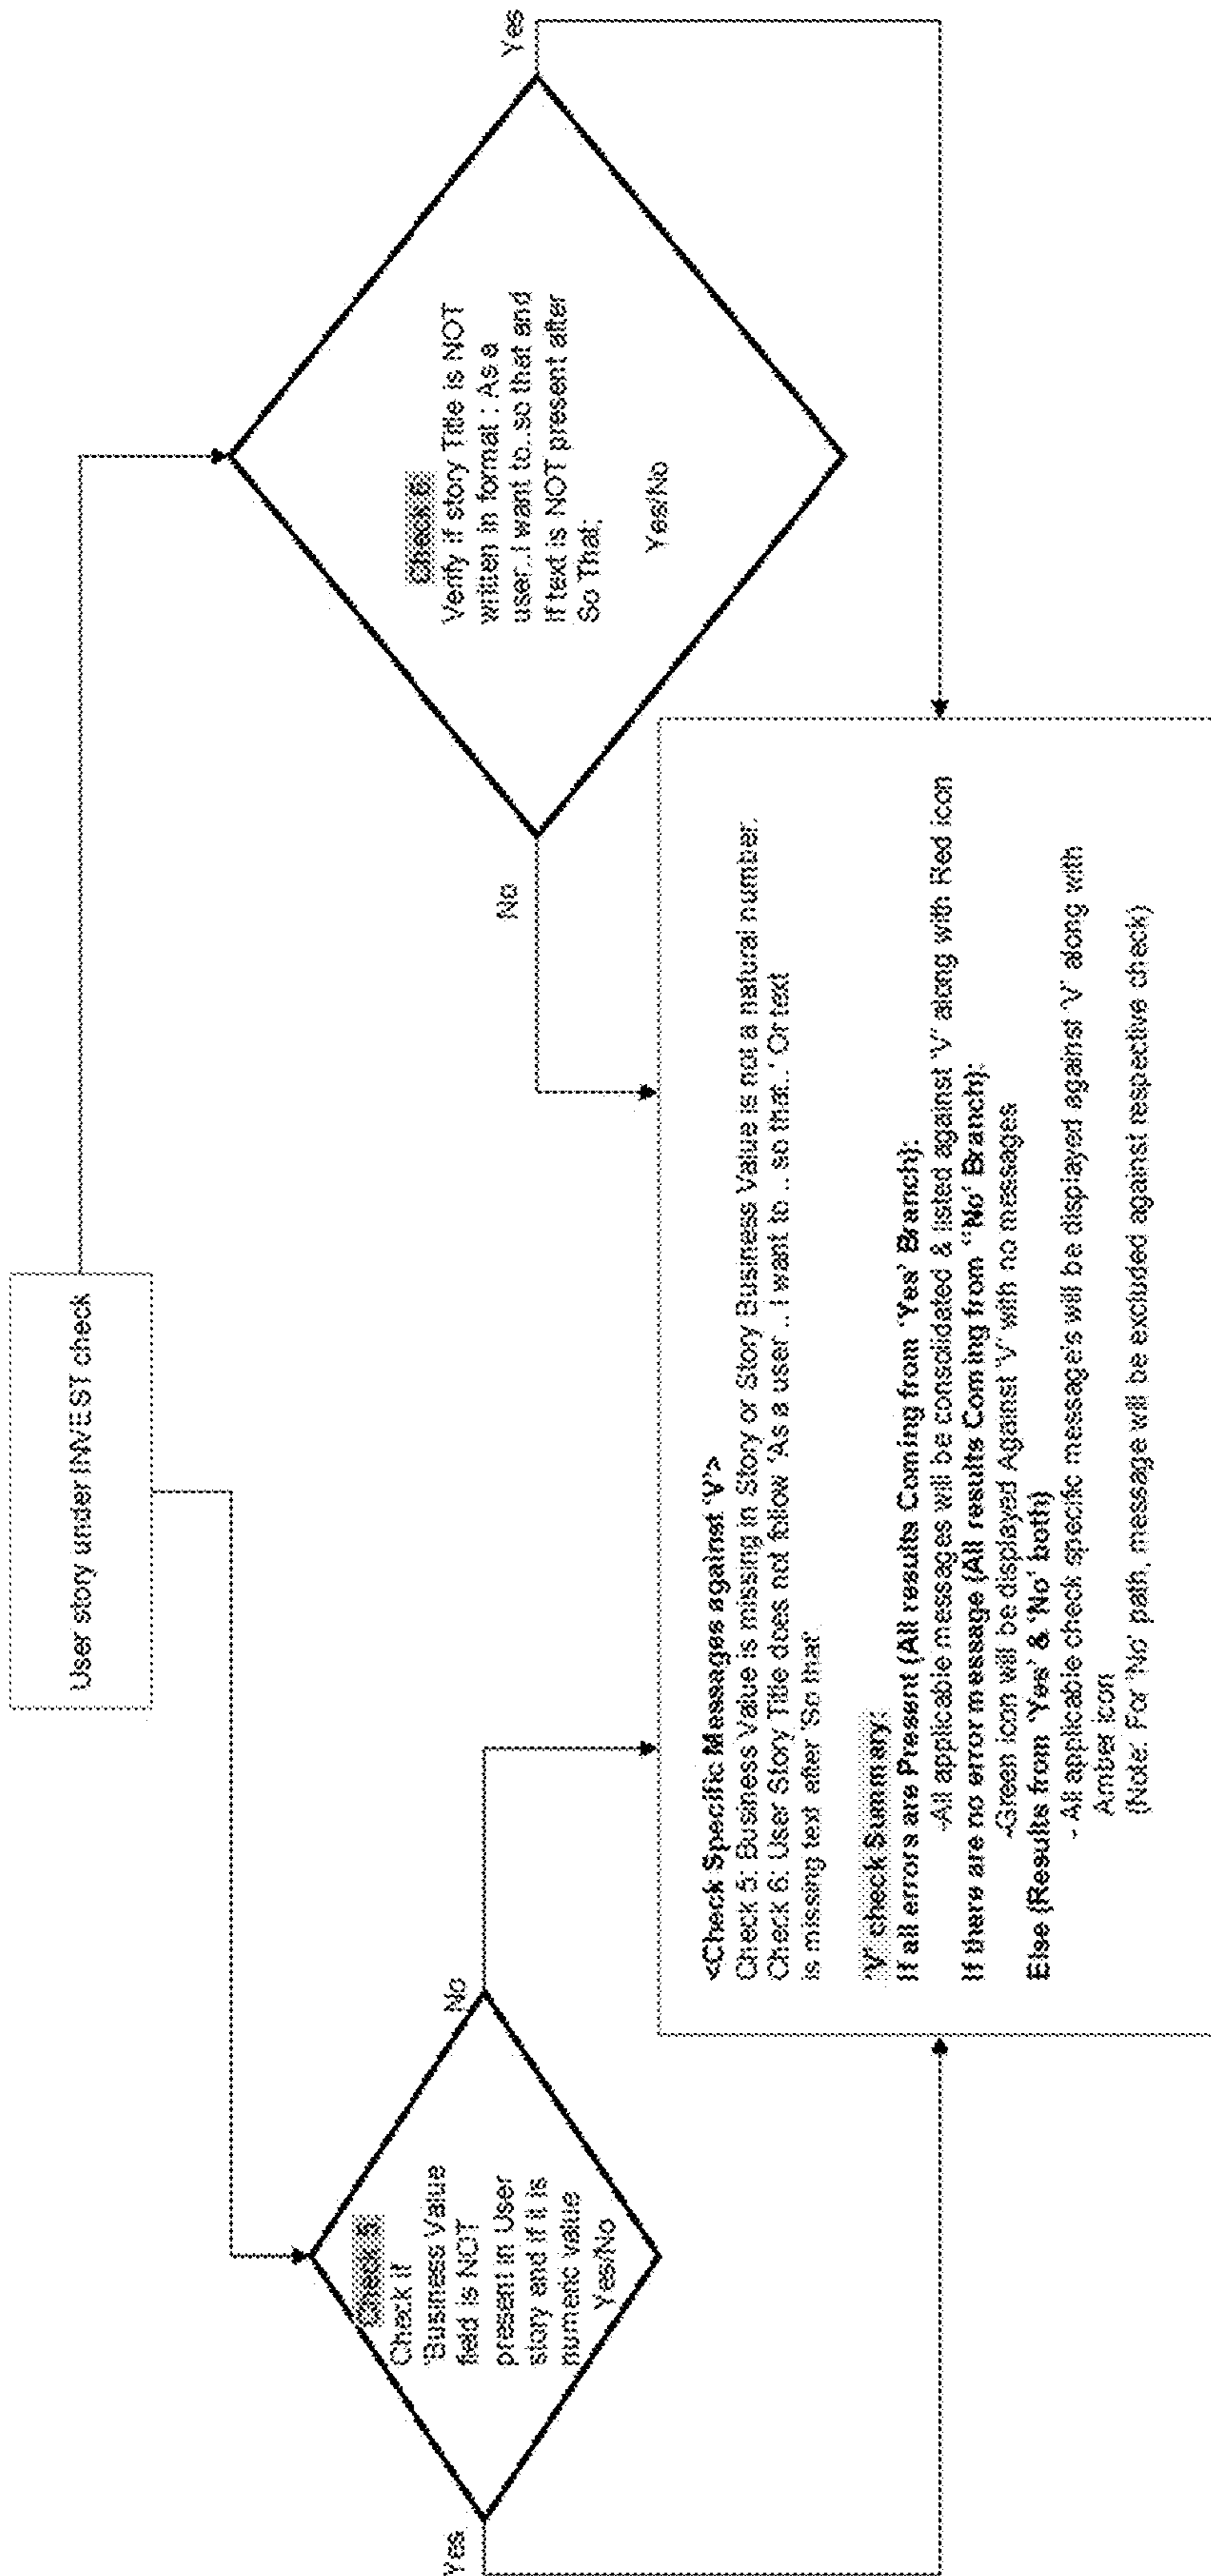 User story under INVEST check
Check 5:
Check if
'Business Value
field is NOT
present in User
story and if it is
numeric value
Yes/No
Yes
No
Check 6:
Verify if story Title is NOT
written in format : As a
user..I want to..so that and
If text is NOT present after
So That;
Yes/No
No
Yes
<Check Specific Messages against 'V'>
Check 5: Business Value is missing in Story or Story Business Value is not a natural number.
Check 6: User Story Title does not follow 'As a user .. I want to .. so that..' Or text
is missing text after 'So that'.
'V' check Summary:
If all errors are Present (All results Coming from 'Yes' Branch):
-All applicable messages will be consolidated & listed against 'V' along with Red icon
If there are no error message (All results Coming from "No' Branch):
-Green icon will be displayed Against 'V' with no messages
Else (Results from 'Yes' & 'No' both)
- All applicable check specific message's will be displayed against 'V' along with
Amber icon
(Note: For 'No' path, message will be excluded against respective check)